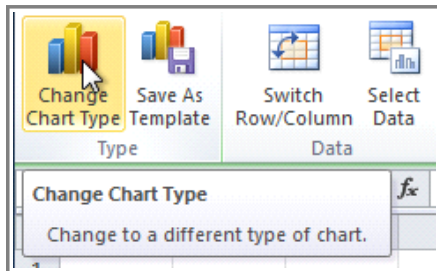 Change Chart Type
Save As Template
Switch Row/Column
Select Data
Type
Data
fx
Change Chart Type
Change to a different type of chart.
1